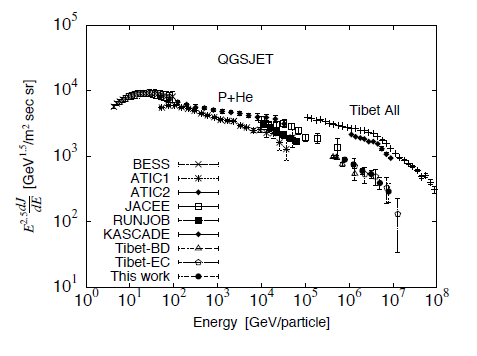 10^5
QGSJET
10^4
P+He
Tibet All
10^3
E^2.5 dJ/dE [GeV^1.5/m^2 sec sr]
BESS
ATIC1
ATIC2
JACEE
10^2
RUNJOB
KASCADE
Tibet-BD
Tibet-EC
This work
10^1
10^0 10^1 10^2 10^3 10^4 10^5 10^6 10^7 10^8
Energy [GeV/particle]